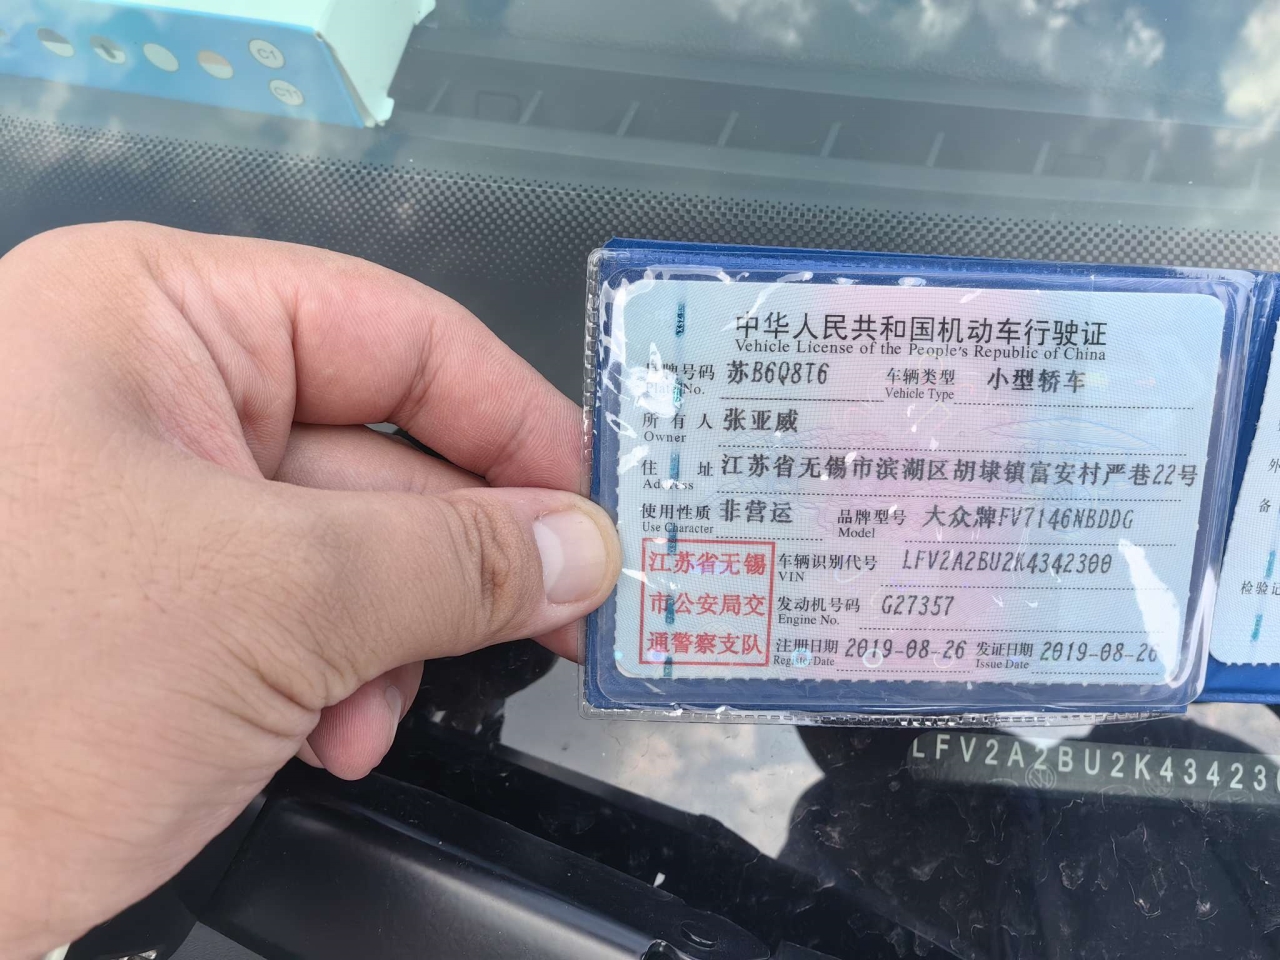 C1
C11
中华人民共和国机动车行驶证
Vehicle License of the People's Republic of China
号牌号码 苏B6Q8T6 车辆类型 小型轿车
Plate No. Vehicle Type
所有人 张亚威
Owner
住址 江苏省无锡市滨湖区胡埭镇富安村严巷22号
Address
使用性质 非营运 品牌型号 大众牌FV7146NBDDG
Use Character Model
江苏省无锡
市公安局交
通警察支队
车辆识别代号 LFV2A2BU2K4342300
VIN
发动机号码 G27357
Engine No.
注册日期 2019-08-26 发证日期 2019-08-26
Register Date Issue Date
外
备
检验记
LFV2A2BU2K43423